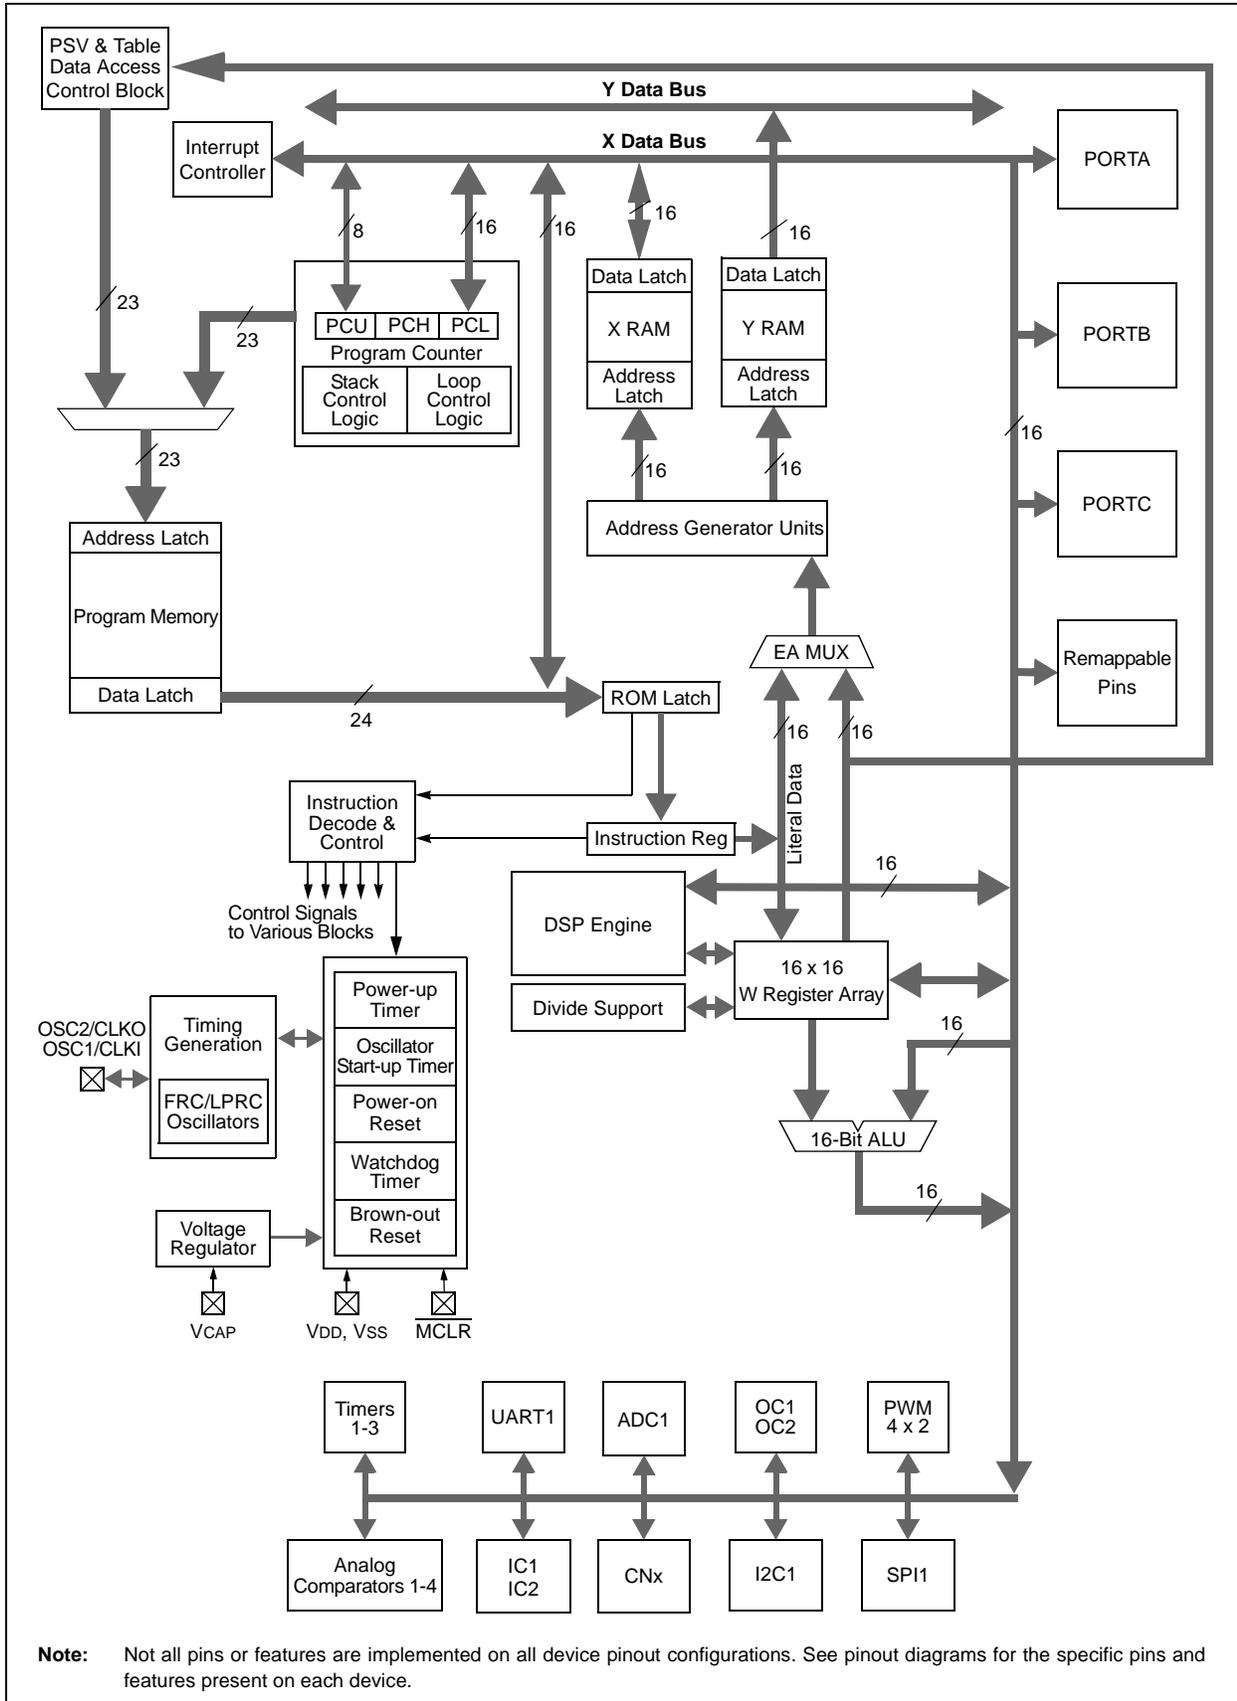 PSV & Table
Data Access
Control Block
Y Data Bus
X Data Bus
Interrupt
Controller
PORTA
8
16
16
16
16
23
23
Data Latch
X RAM
Address
Latch
Data Latch
Y RAM
Address
Latch
PCU
PCH
PCL
Program Counter
Stack
Control
Logic
Loop
Control
Logic
PORTB
16
23
16
16
PORTC
Address Latch
Program Memory
Data Latch
Address Generator Units
EA MUX
Remappable
Pins
24
ROM Latch
16
16
Literal Data
Instruction
Decode &
Control
Instruction Reg
Control Signals
to Various Blocks
DSP Engine
16
16 x 16
W Register Array
Divide Support
Power-up
Timer
Oscillator
Start-up Timer
Power-on
Reset
Watchdog
Timer
Brown-out
Reset
OSC2/CLKO
OSC1/CLKI
Timing
Generation
FRC/LPRC
Oscillators
16
16-Bit ALU
16
Voltage
Regulator
VCAP
VDD, VSS
MCLR
Timers
1-3
UART1
ADC1
OC1
OC2
PWM
4 x 2
Analog
Comparators 1-4
IC1
IC2
CNx
I2C1
SPI1
Note: Not all pins or features are implemented on all device pinout configurations. See pinout diagrams for the specific pins and
features present on each device.